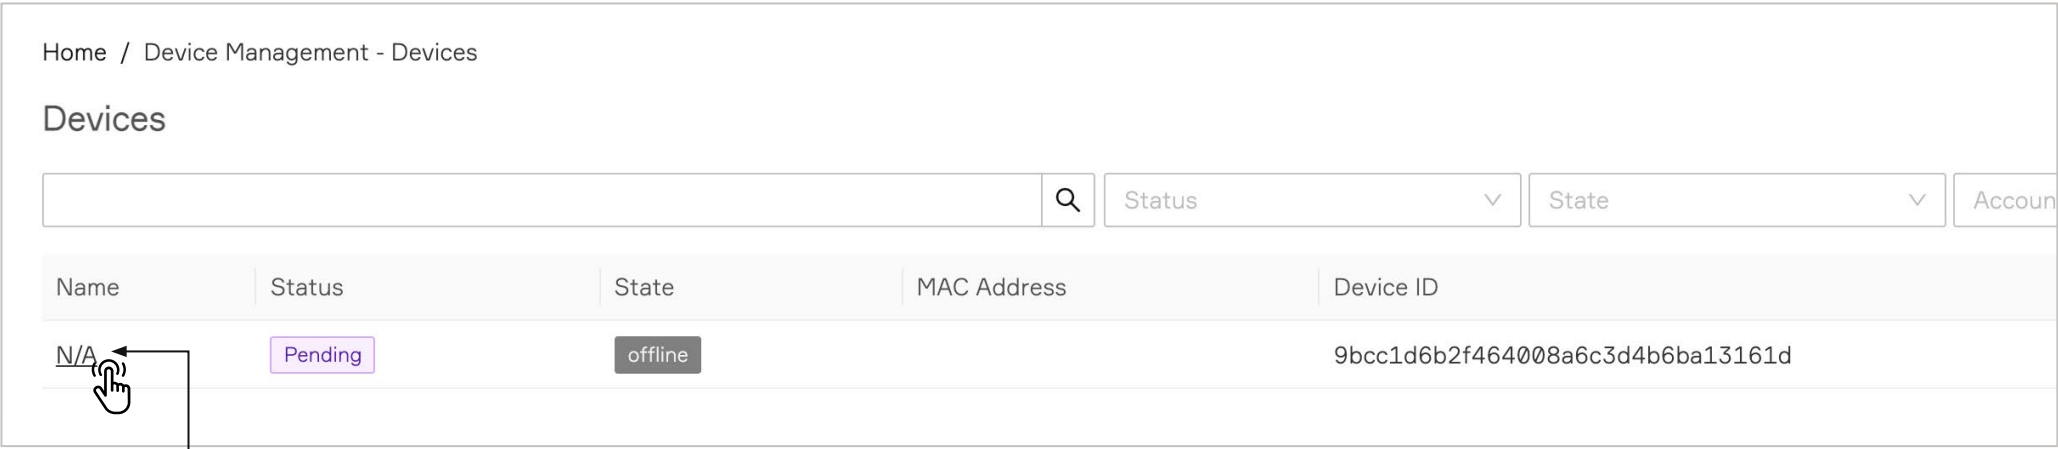 Home / Device Management - Devices
Devices
Status State Accoun
Name Status State MAC Address Device ID
N/A Pending offline 9bcc1d6b2f464008a6c3d4b6ba13161d